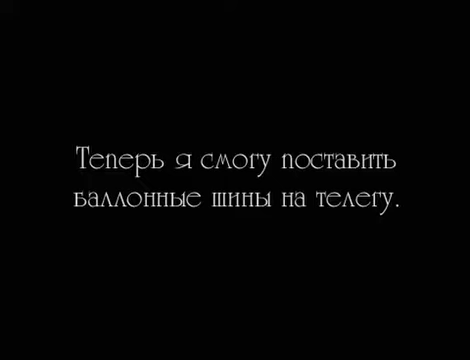 Теперь я смогу поставить
баллонные шины на телегу.